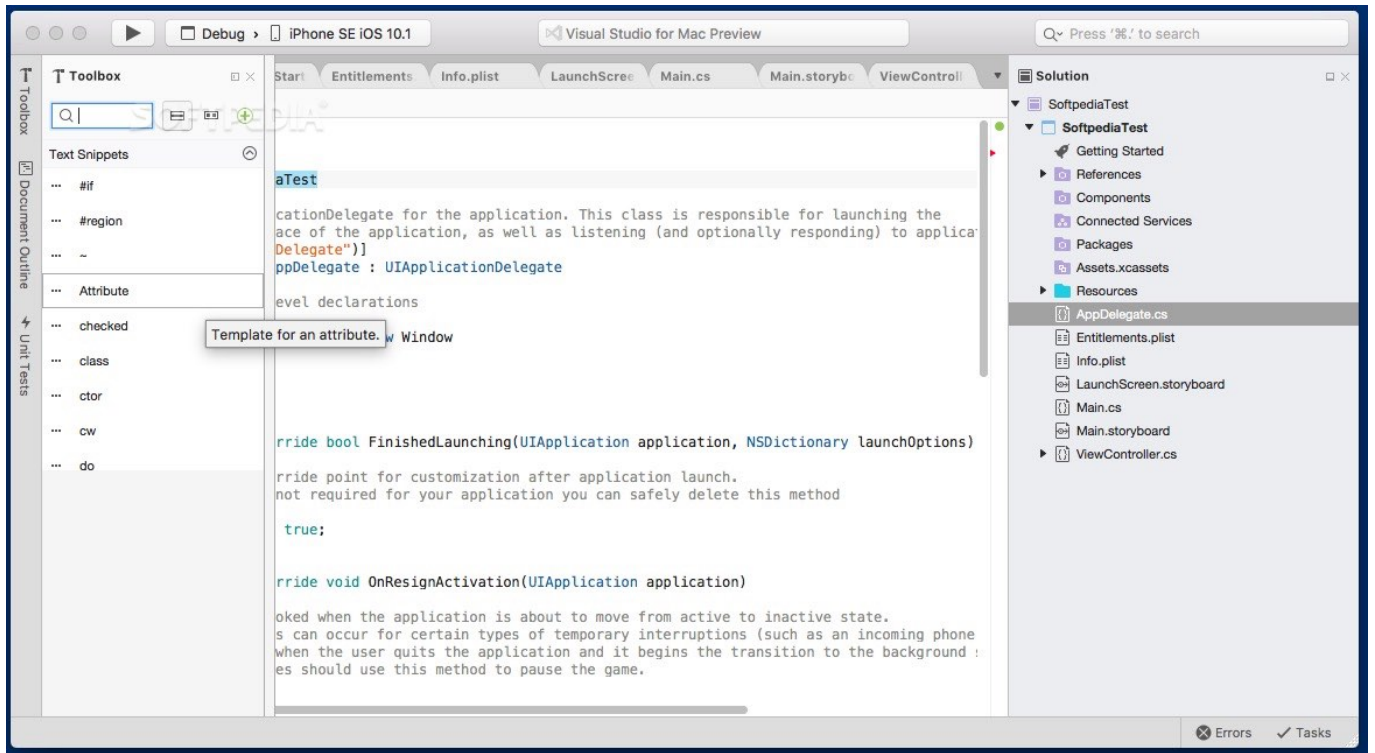 Debug › iPhone SE iOS 10.1
Visual Studio for Mac Preview
Press '⌘.' to search
Toolbox
Document Outline
Unit Tests
Toolbox
SOFTPEDIA
Text Snippets
#if
#region
~
Attribute
checked
class
ctor
cw
do
Template for an attribute.
Start
Entitlements
Info.plist
LaunchScree
Main.cs
Main.storybo
ViewControll
aTest
cationDelegate for the application. This class is responsible for launching the
ace of the application, as well as listening (and optionally responding) to applica
Delegate")]
ppDelegate : UIApplicationDelegate
evel declarations
w Window
rride bool FinishedLaunching(UIApplication application, NSDictionary launchOptions)
rride point for customization after application launch.
not required for your application you can safely delete this method
true;
rride void OnResignActivation(UIApplication application)
oked when the application is about to move from active to inactive state.
s can occur for certain types of temporary interruptions (such as an incoming phone
when the user quits the application and it begins the transition to the background
es should use this method to pause the game.
Solution
SoftpediaTest
SoftpediaTest
Getting Started
References
Components
Connected Services
Packages
Assets.xcassets
Resources
AppDelegate.cs
Entitlements.plist
Info.plist
LaunchScreen.storyboard
Main.cs
Main.storyboard
ViewController.cs
Errors
Tasks